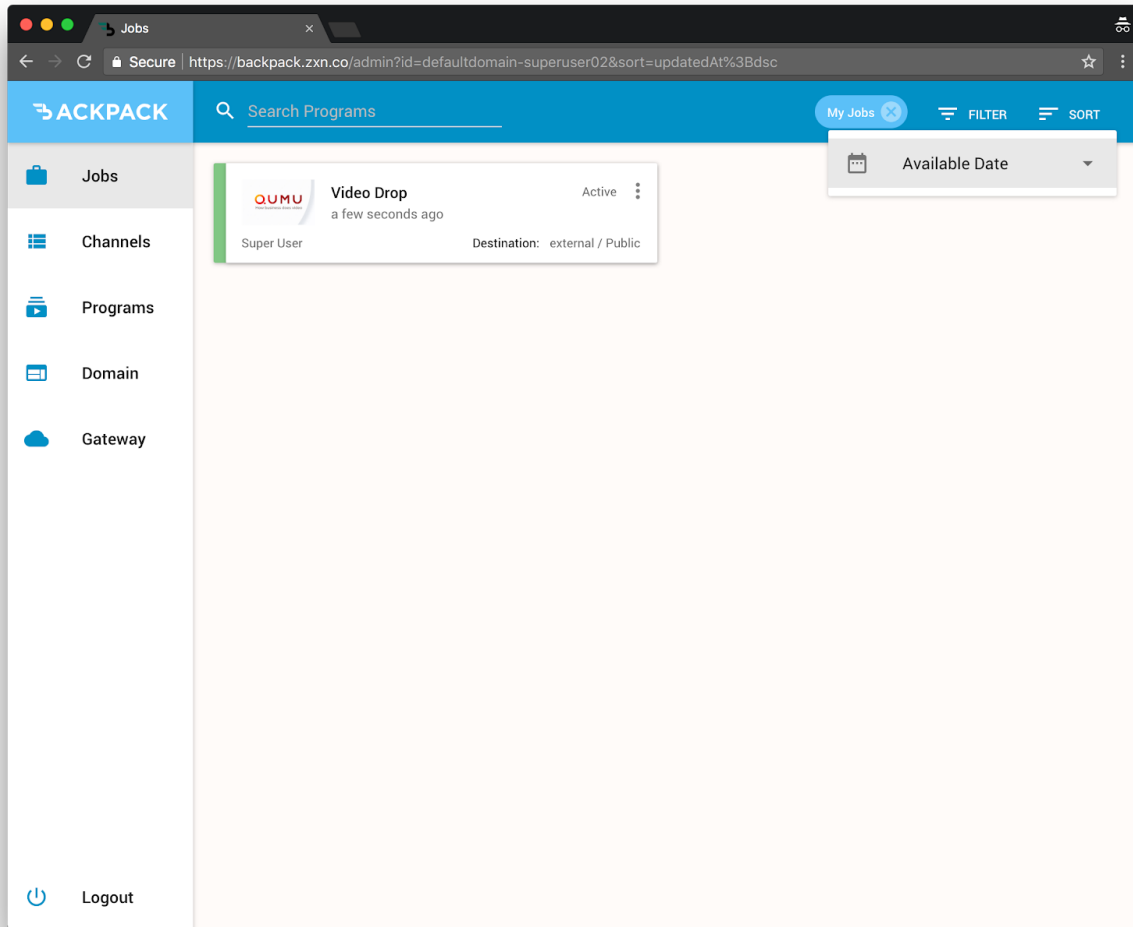 Jobs
Secure https://backpack.zxn.co/admin?id=defaultdomain-superuser02&sort=updatedAt%3Bdsc
BACKPACK
Search Programs
My Jobs
FILTER
SORT
Available Date
Jobs
Channels
Programs
Domain
Gateway
Logout
QUMU
Video Drop
Active
a few seconds ago
Super User
Destination: external / Public